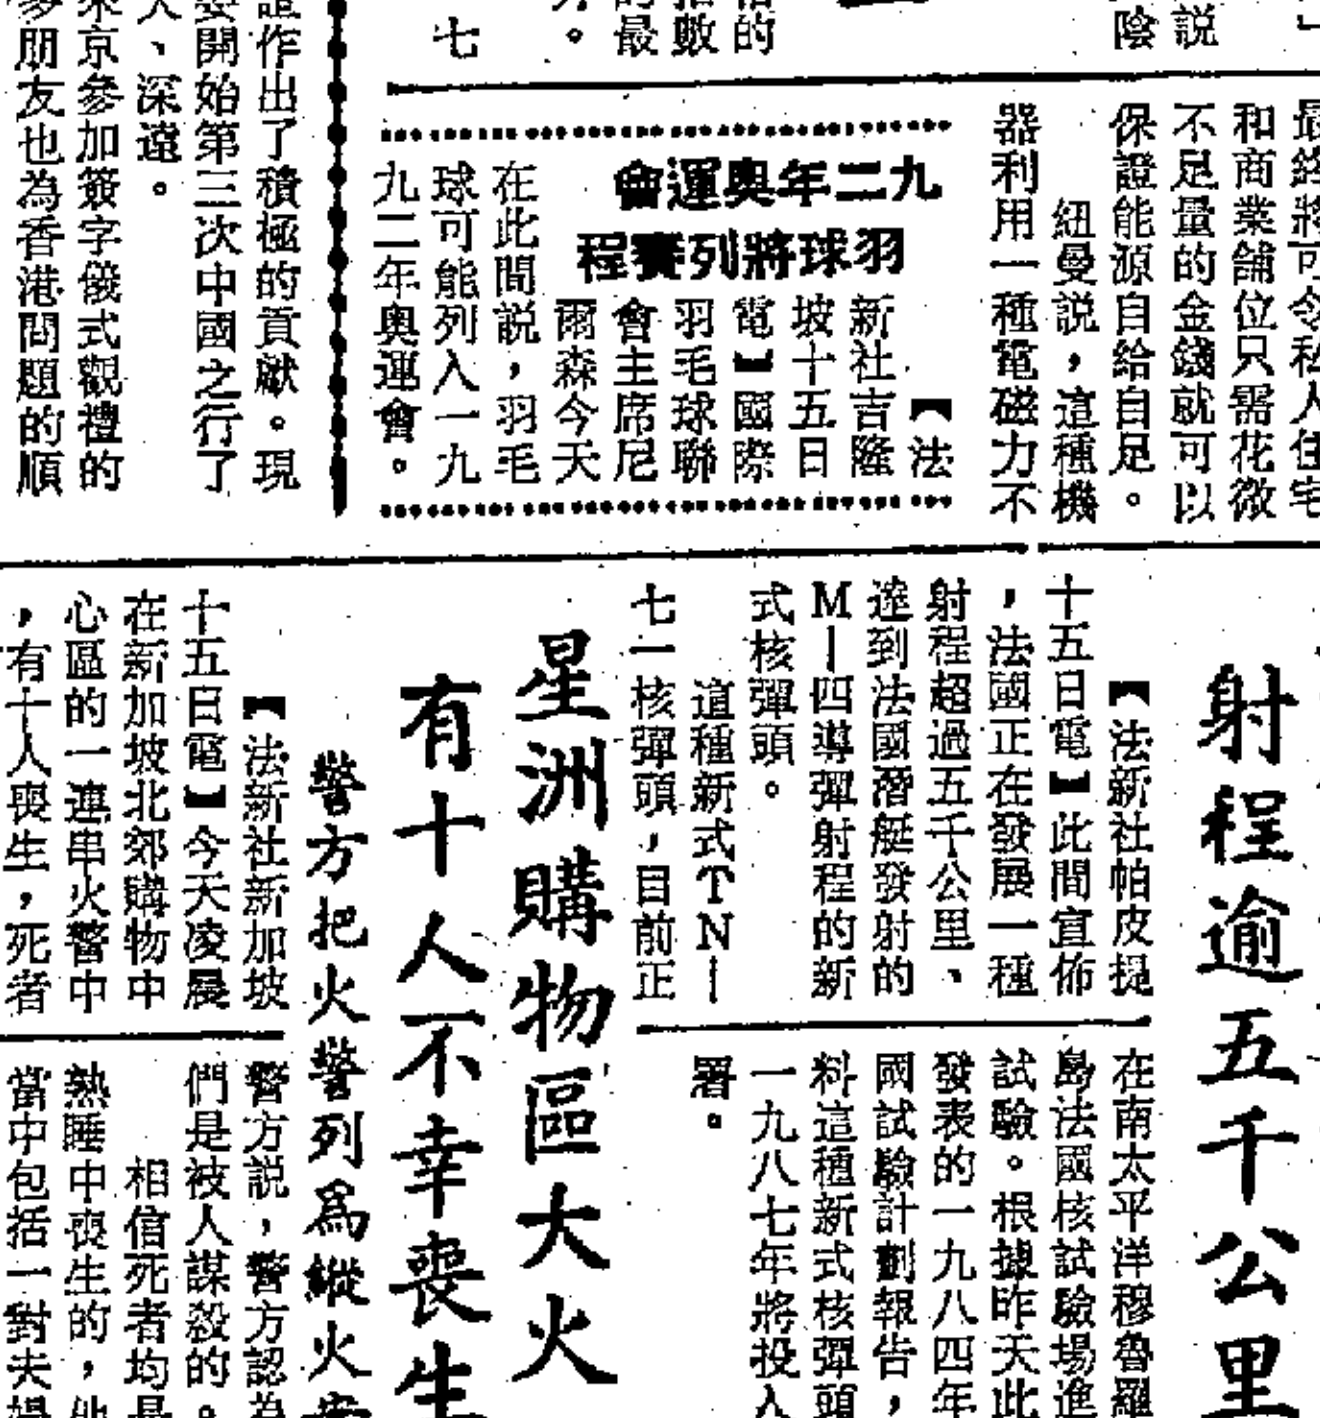 説
陰
的
數
最
七
最終將可令私人住宅
和商業舖位只需花微
不足量的金錢就可以
保證能源自給自足。
紐曼説，這種機
器利用一種電磁力不
九二年奧運會
羽球將列賽程
【法
新社吉隆
坡十五日
電】國際
羽毛球聯
會主席尼
爾森今天
在此間説，羽毛
球可能列入一九
九二年奧運會。
作出了積極的貢獻。現
開始第三次中國之行了
、深遠。
京參加簽字儀式觀禮的
朋友也為香港問題的順
射程逾五千公里
【法新社帕皮提
十五日電】此間宣佈
，法國正在發展一種
射程超過五千公里、
達到法國潛艇發射的
M—四導彈射程的新
式核彈頭。
這種新式TN—
七一核彈頭，目前正
在南太平洋穆魯羅
島法國核試驗場進
試驗。根據昨天此
發表的一九八四年
國試驗計劃報告，
料這種新式核彈頭
一九八七年將投入
署。
星洲購物區大火
有十人不幸喪生
警方把火警列爲縱火
【法新社新加坡
十五日電】今天凌晨
在新加坡北郊購物中
心區的一連串火警中
，有十人喪生，死者
警方説，警方認為
們是被人謀殺的。
相信死者均是
熟睡中喪生的，他
當中包括一對夫婦